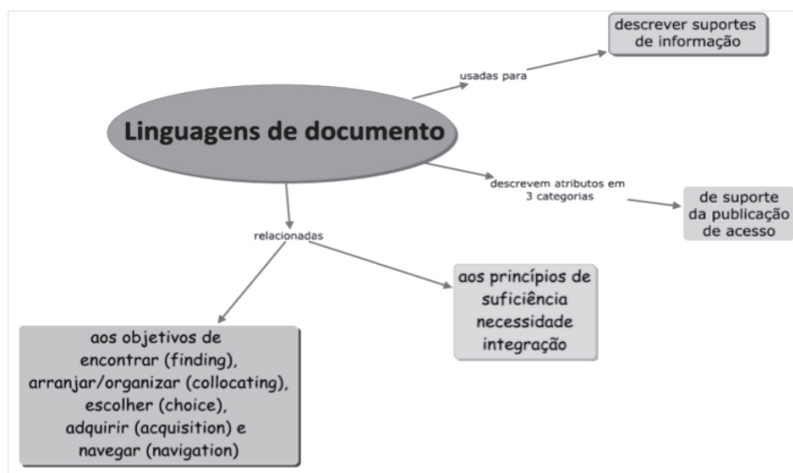 descrever suportes
de informação
usadas para
Linguagens de documento
descrevem atributos em
3 categorias
de suporte
da publicação
de acesso
relacionadas
aos princípios de
suficiência
necessidade
integração
aos objetivos de
encontrar (finding),
arranjar/organizar (collocating),
escolher (choice),
adquirir (acquisition) e
navegar (navigation)